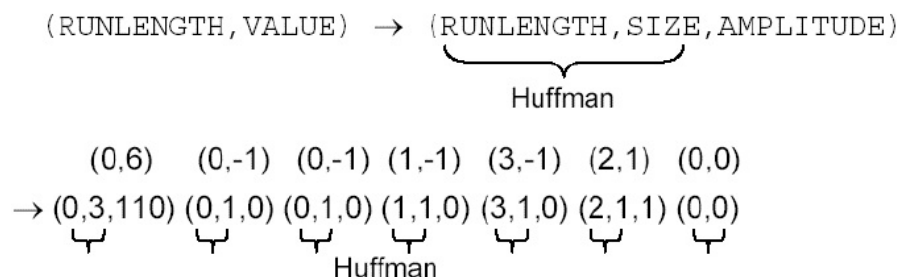 (RUNLENGTH,VALUE) → (RUNLENGTH,SIZE,AMPLITUDE)
Huffman
(0,6) (0,-1) (0,-1) (1,-1) (3,-1) (2,1) (0,0)
→ (0,3,110) (0,1,0) (0,1,0) (1,1,0) (3,1,0) (2,1,1) (0,0)
Huffman